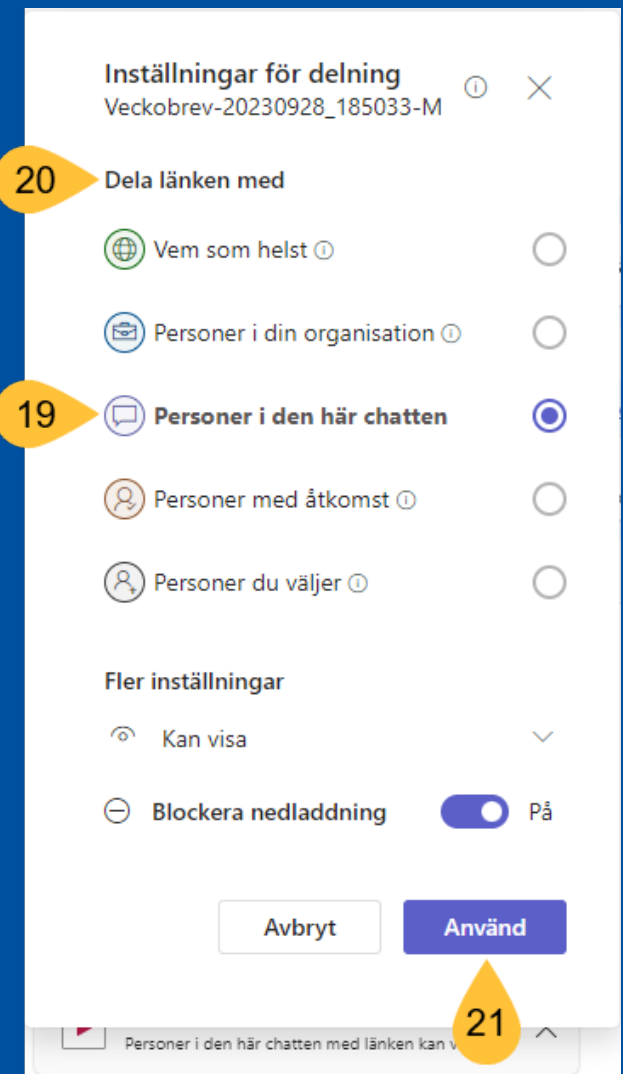 Inställningar för delning
Veckobrev-20230928_185033-M
20
Dela länken med
Vem som helst
Personer i din organisation
19
Personer i den här chatten
Personer med åtkomst
Personer du väljer
Fler inställningar
Kan visa
Blockera nedladdning
På
Avbryt
Använd
21
Personer i den här chatten med länken kan